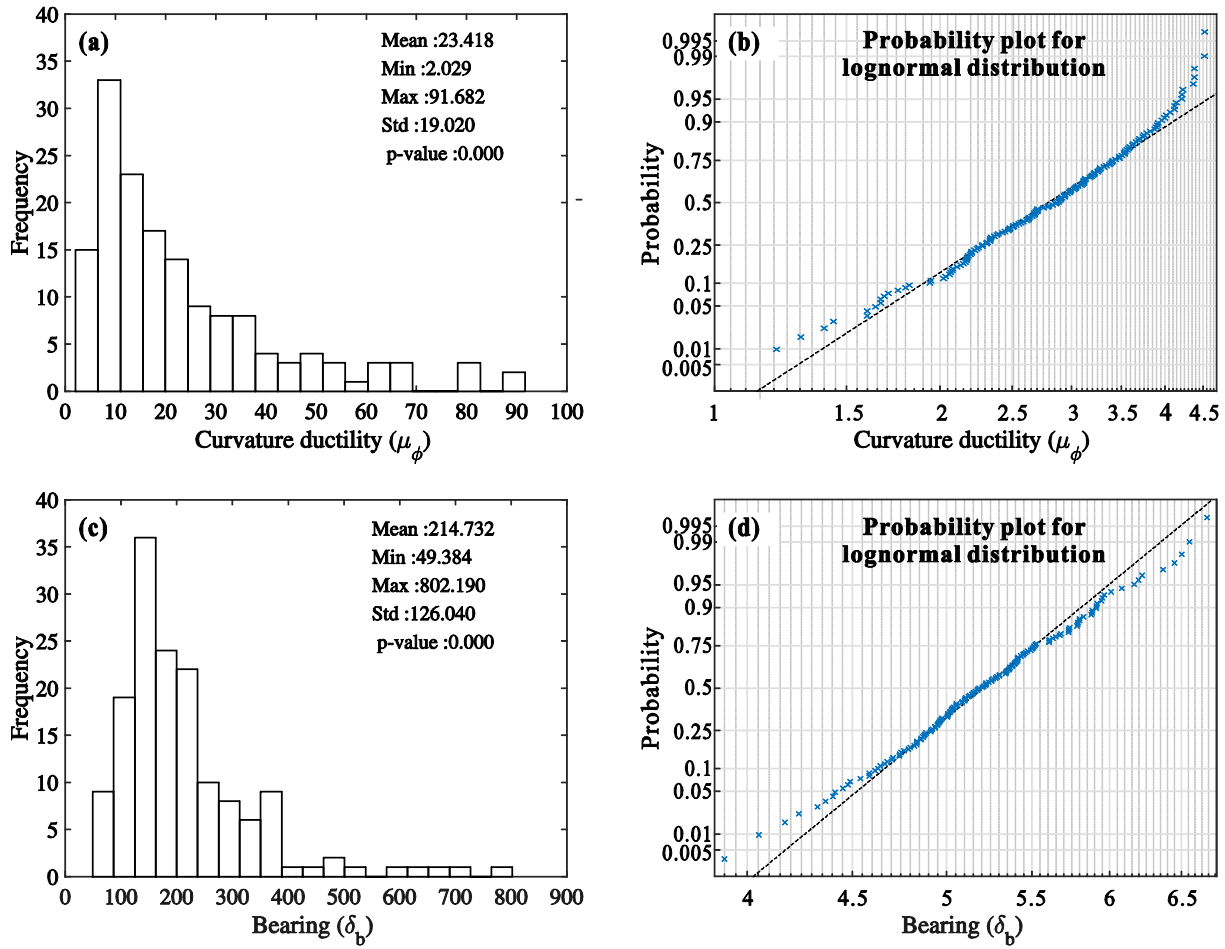 (a)
Mean :23.418
Min :2.029
Max :91.682
Std :19.020
p-value :0.000
40
35
30
25
20
15
10
5
0
Frequency
0 10 20 30 40 50 60 70 80 90 100
Curvature ductility (μϕ)
(b)
Probability plot for
lognormal distribution
0.995
0.99
0.95
0.9
0.75
0.5
0.25
0.1
0.05
0.01
0.005
Probability
1 1.5 2 2.5 3 3.5 4 4.5
Curvature ductility (μϕ)
(c)
Mean :214.732
Min :49.384
Max :802.190
Std :126.040
p-value :0.000
40
35
30
25
20
15
10
5
0
Frequency
0 100 200 300 400 500 600 700 800 900
Bearing (δb)
(d)
Probability plot for
lognormal distribution
0.995
0.99
0.95
0.9
0.75
0.5
0.25
0.1
0.05
0.01
0.005
Probability
4 4.5 5 5.5 6 6.5
Bearing (δb)